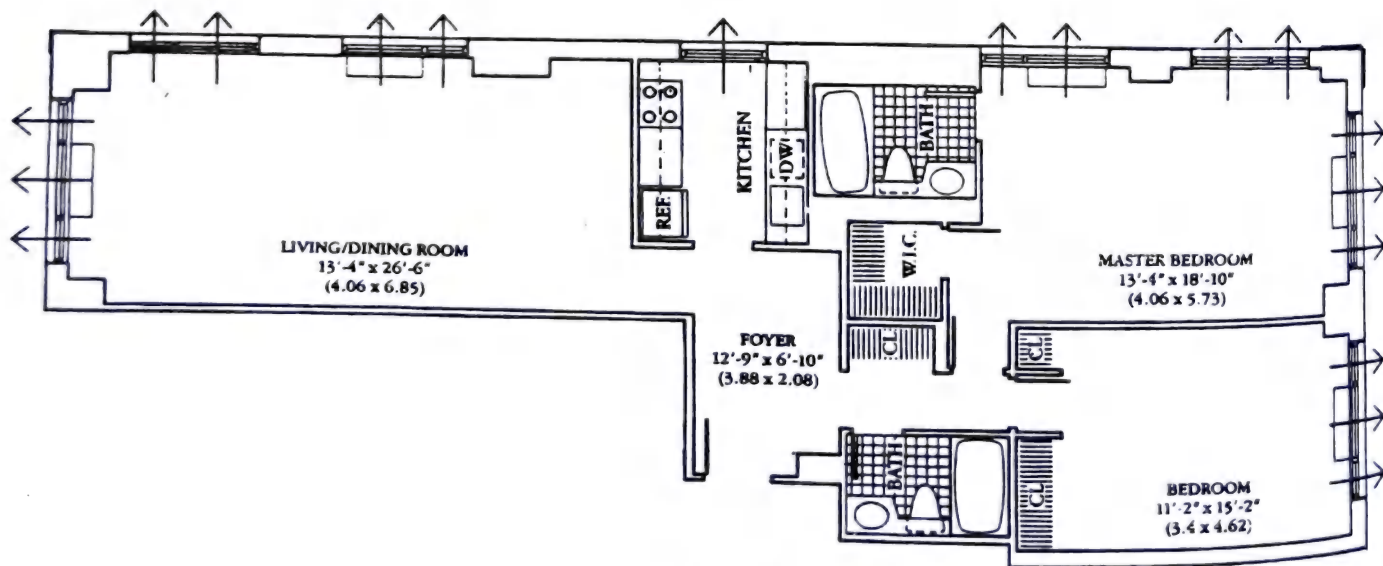 LIVING/DINING ROOM
13'-4" x 26'-6"
(4.06 x 6.85)
REF.
KITCHEN
DW
BATH
W.I.C.
CL
FOYER
12'-9" x 6'-10"
(3.88 x 2.08)
MASTER BEDROOM
13'-4" x 18'-10"
(4.06 x 5.73)
CL
BATH
CL
BEDROOM
11'-2" x 15'-2"
(3.4 x 4.62)